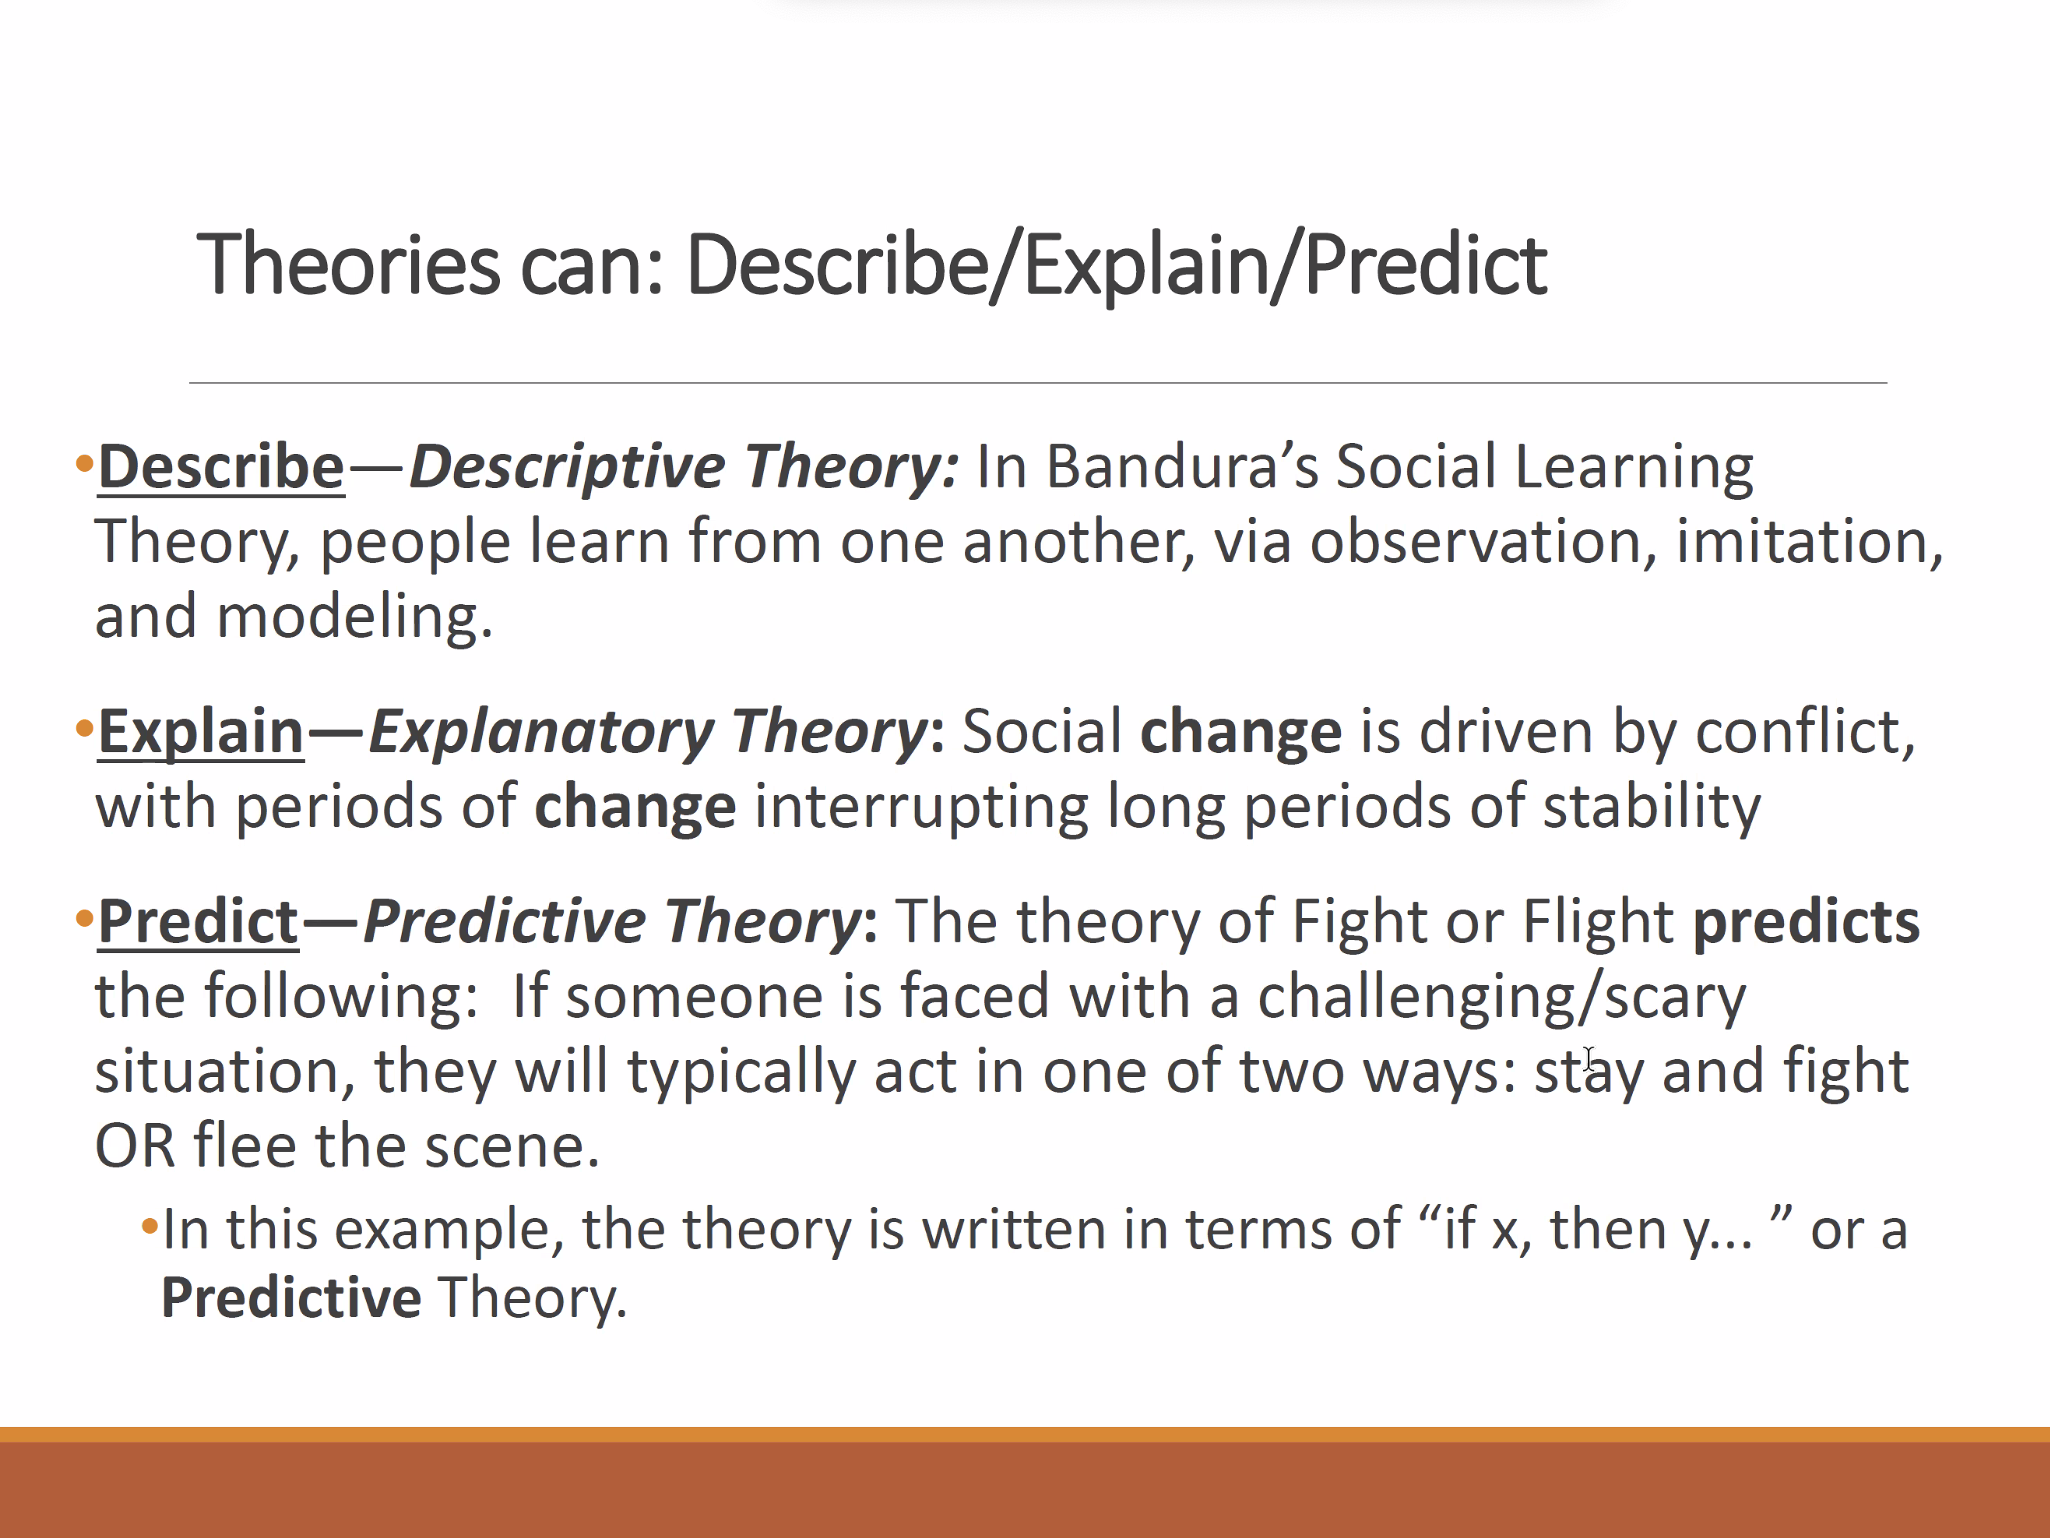 Theories can: Describe/Explain/Predict
•Describe—Descriptive Theory: In Bandura’s Social Learning
Theory, people learn from one another, via observation, imitation,
and modeling.
•Explain—Explanatory Theory: Social change is driven by conflict,
with periods of change interrupting long periods of stability
•Predict—Predictive Theory: The theory of Fight or Flight predicts
the following:  If someone is faced with a challenging/scary
situation, they will typically act in one of two ways: stay and fight
OR flee the scene.
•In this example, the theory is written in terms of “if x, then y... ” or a
Predictive Theory.